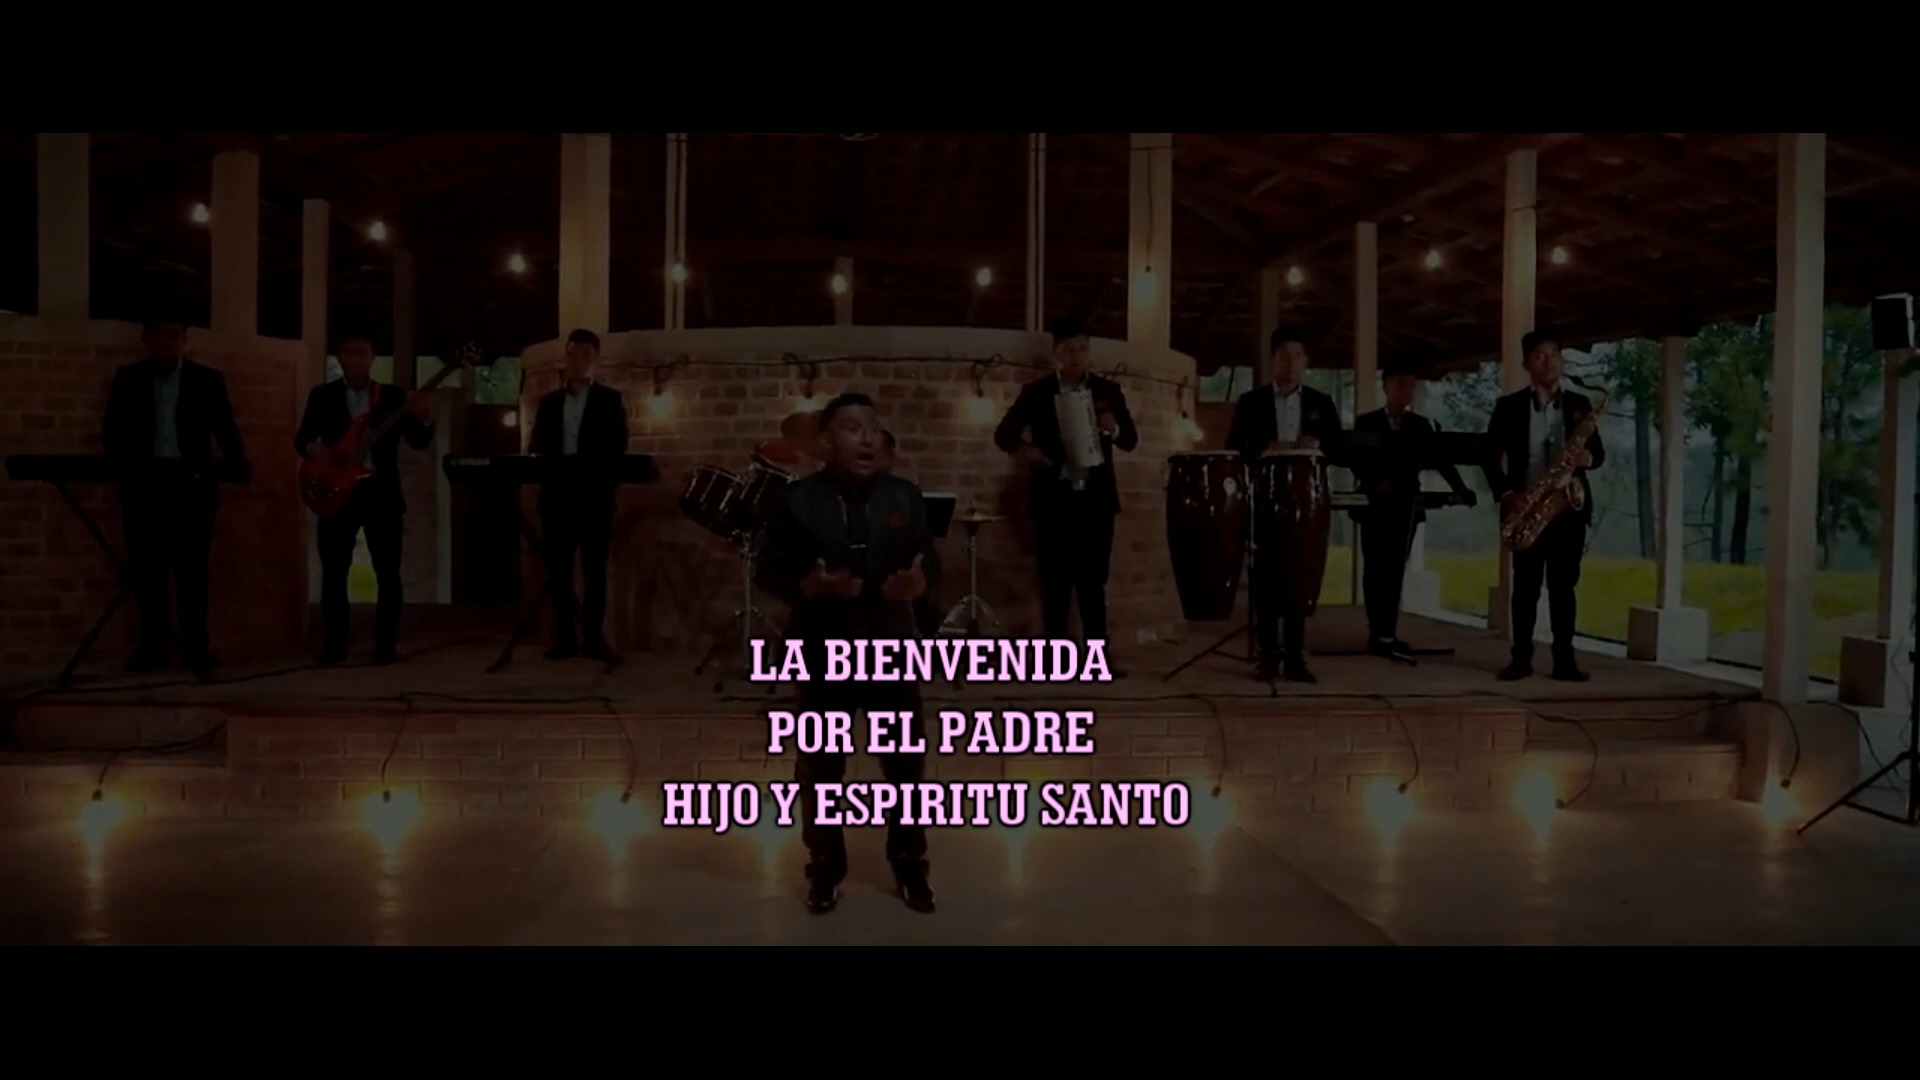 LA BIENVENIDA
POR EL PADRE
HIJO Y ESPIRITU SANTO